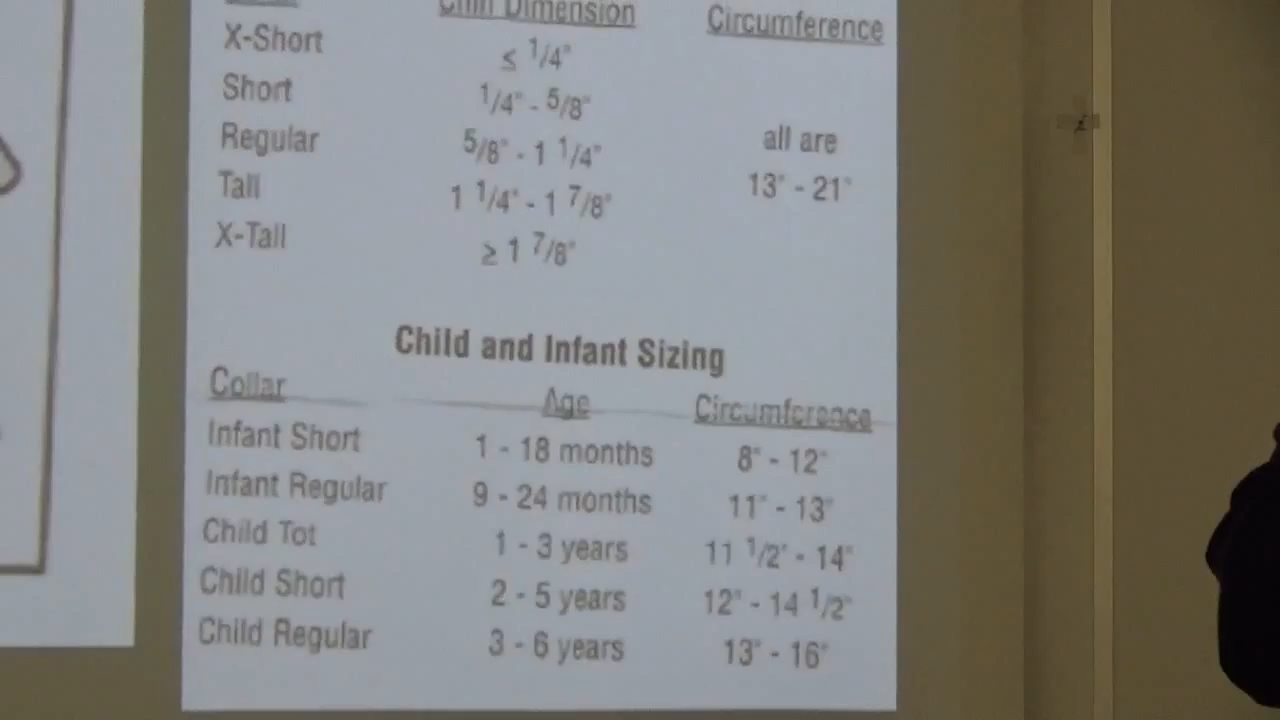 Chin Dimension Circumference
X-Short ≤ 1/4"
Short 1/4" - 5/8"
Regular 5/8" - 1 1/4" all are
Tall 1 1/4" - 1 7/8" 13" - 21"
X-Tall ≥ 1 7/8"
Child and Infant Sizing
Collar Age Circumference
Infant Short 1 - 18 months 8" - 12"
Infant Regular 9 - 24 months 11" - 13"
Child Tot 1 - 3 years 11 1/2" - 14"
Child Short 2 - 5 years 12" - 14 1/2"
Child Regular 3 - 6 years 13" - 16"